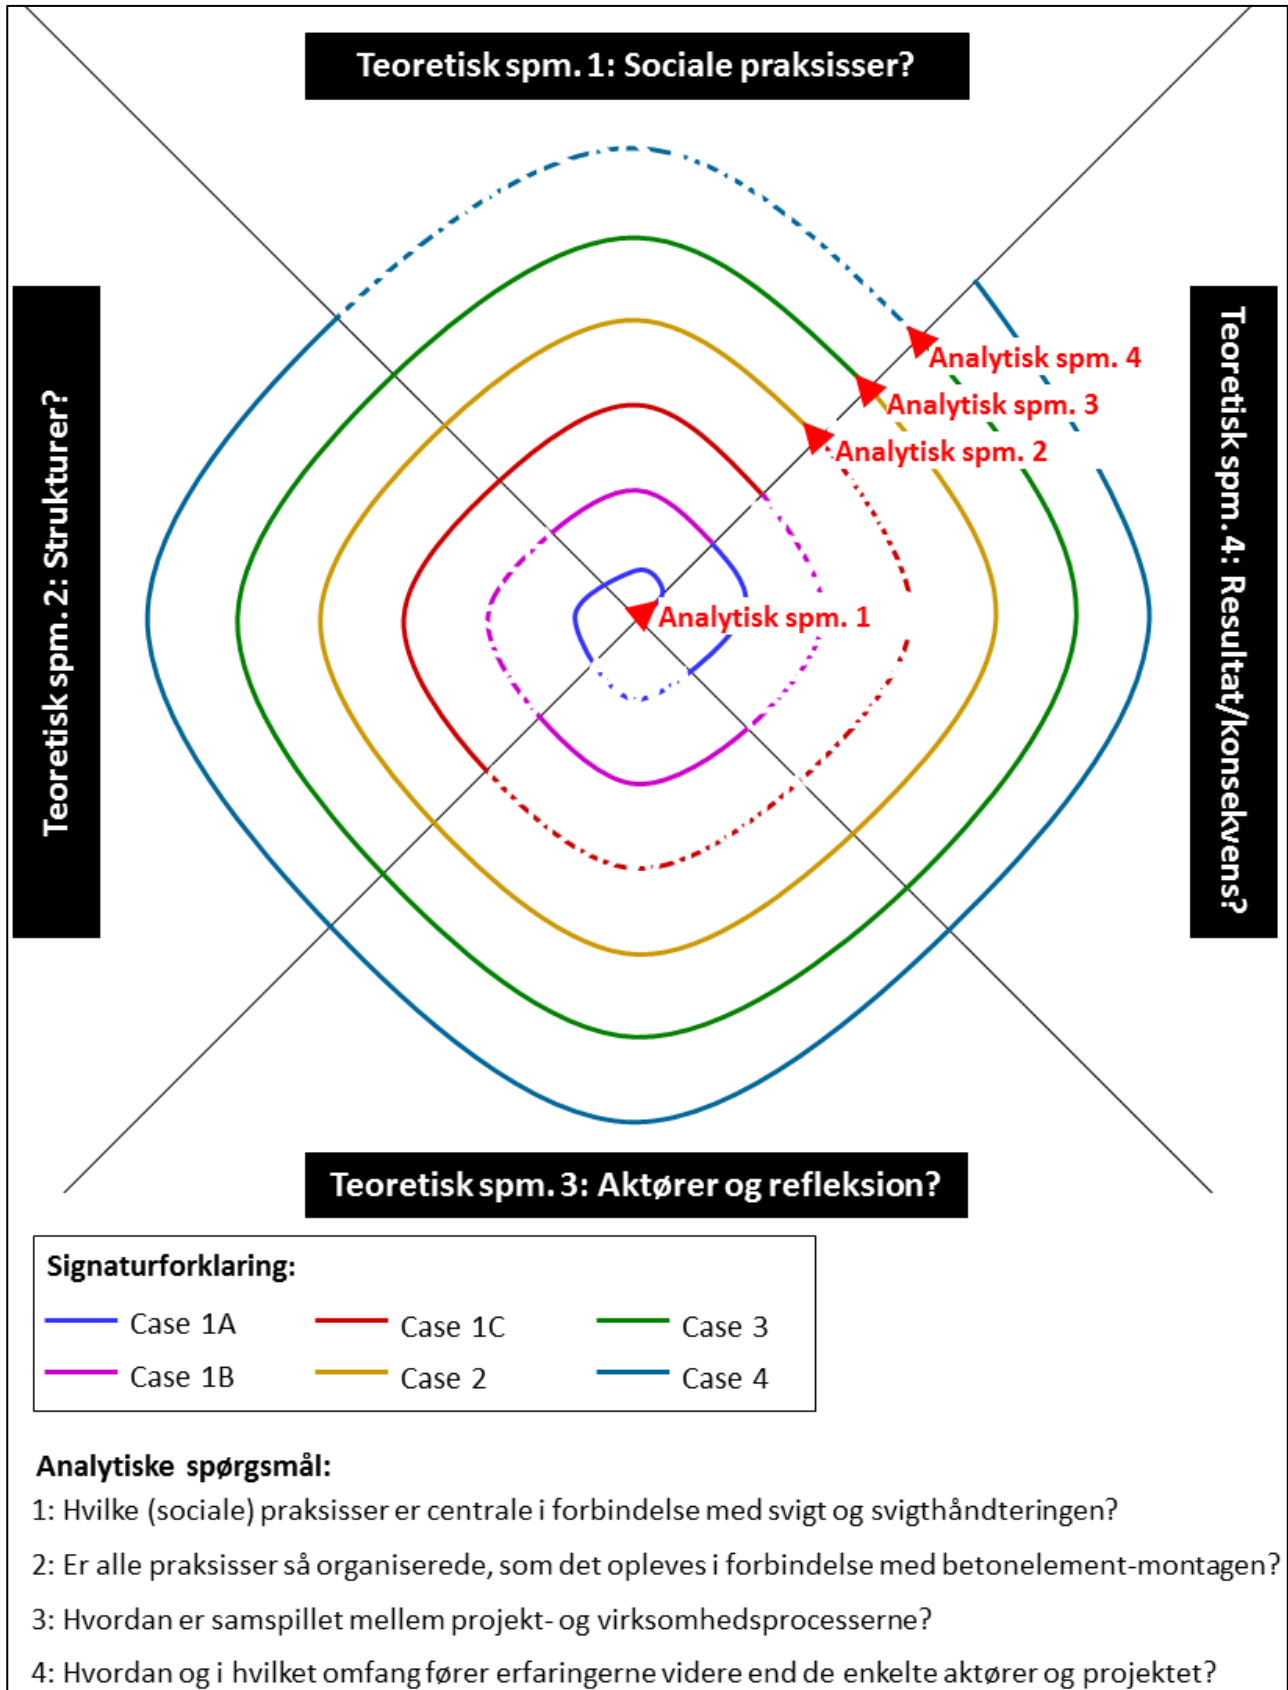 Teoretisk spm. 1: Sociale praksisser?
Teoretisk spm. 2: Strukturer?
Teoretisk spm. 4: Resultat/konsekvens?
Analytisk spm. 4
Analytisk spm. 3
Analytisk spm. 2
Analytisk spm. 1
Teoretisk spm. 3: Aktører og refleksion?
Signaturforklaring:
Case 1A
Case 1C
Case 3
Case 1B
Case 2
Case 4
Analytiske spørgsmål:
1: Hvilke (sociale) praksisser er centrale i forbindelse med svigt og svigthåndteringen?
2: Er alle praksisser så organiserede, som det opleves i forbindelse med betonelement-montagen?
3: Hvordan er samspillet mellem projekt- og virksomhedsprocesserne?
4: Hvordan og i hvilket omfang fører erfaringerne videre end de enkelte aktører og projektet?